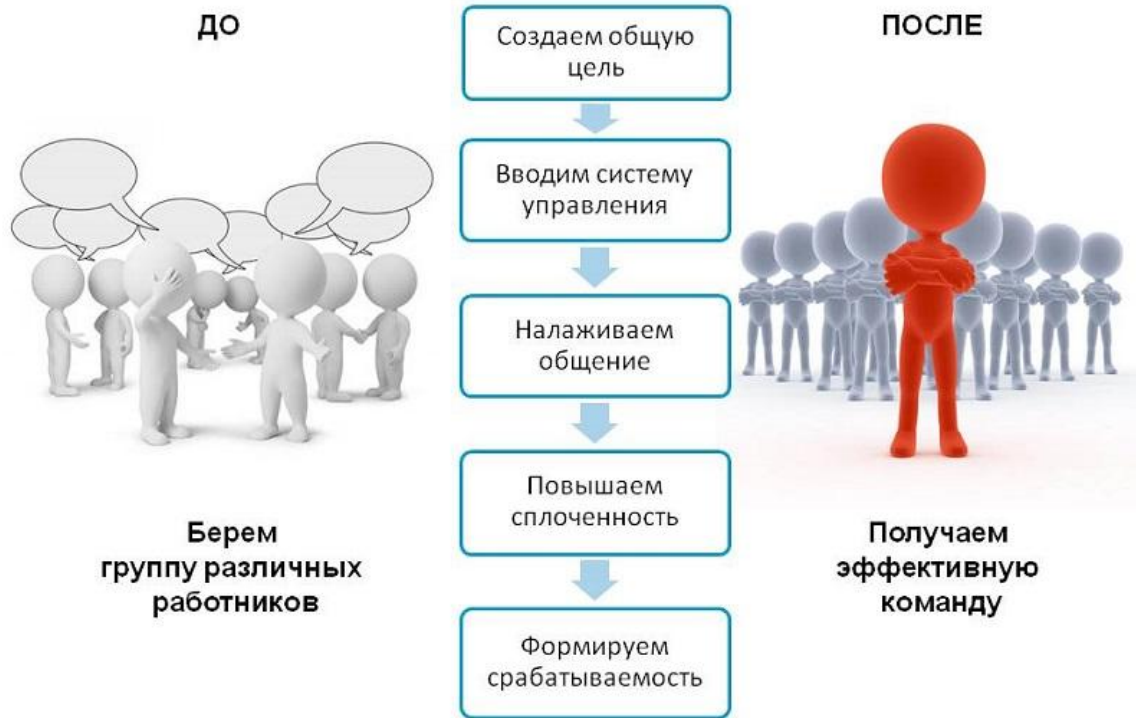 ДО
Берем
группу различных
работников
Создаем общую
цель
Вводим систему
управления
Налаживаем
общение
Повышаем
сплоченность
Формируем
срабатываемость
ПОСЛЕ
Получаем
эффективную
команду